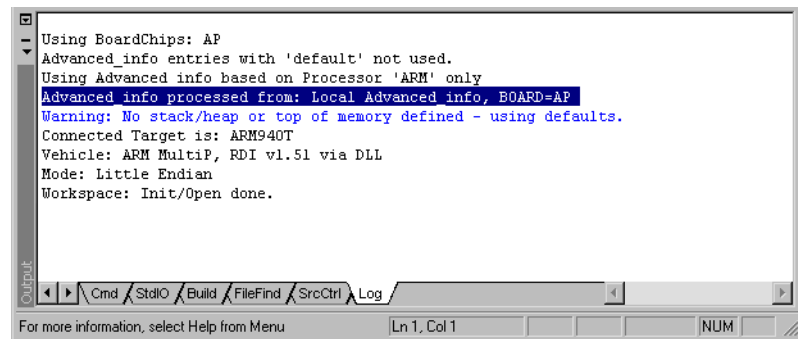 Using BoardChips: AP
Advanced_info entries with 'default' not used.
Using Advanced info based on Processor 'ARM' only
Advanced_info processed from: Local Advanced_info, BOARD=AP
Warning: No stack/heap or top of memory defined - using defaults.
Connected Target is: ARM940T
Vehicle: ARM MultiP, RDI v1.51 via DLL
Mode: Little Endian
Workspace: Init/Open done.
Output
Cmd StdIO Build FileFind SrcCtrl Log
For more information, select Help from Menu Ln 1, Col 1 NUM